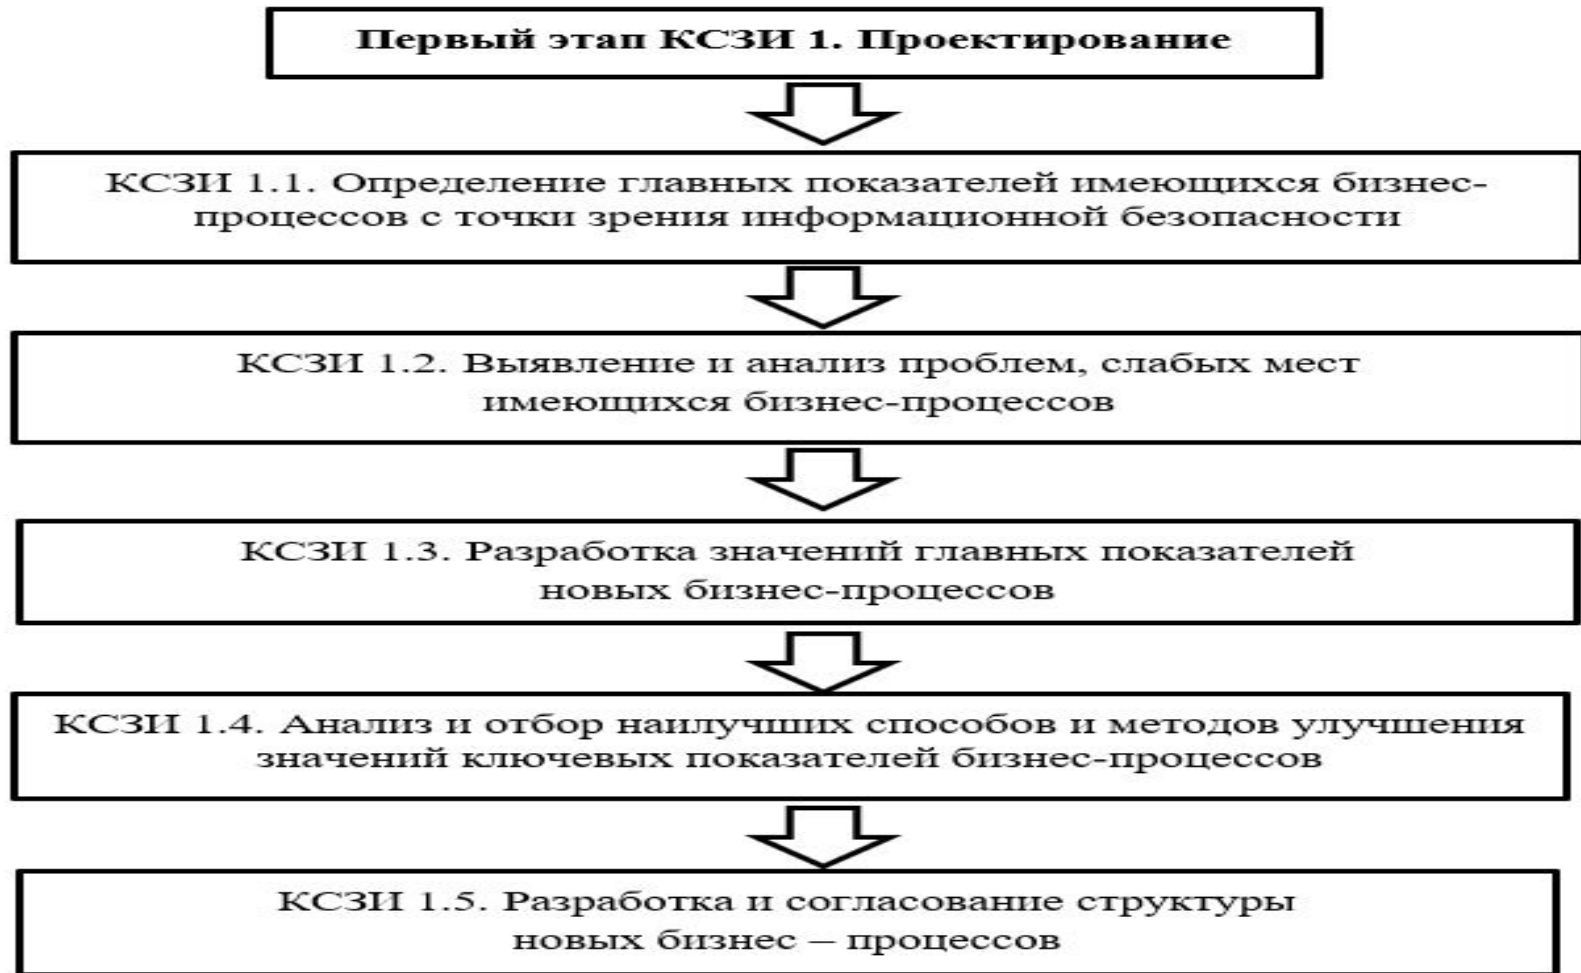 Первый этап КСЗИ 1. Проектирование
КСЗИ 1.1. Определение главных показателей имеющихся бизнес-
процессов с точки зрения информационной безопасности
КСЗИ 1.2. Выявление и анализ проблем, слабых мест
имеющихся бизнес-процессов
КСЗИ 1.3. Разработка значений главных показателей
новых бизнес-процессов
КСЗИ 1.4. Анализ и отбор наилучших способов и методов улучшения
значений ключевых показателей бизнес-процессов
КСЗИ 1.5. Разработка и согласование структуры
новых бизнес – процессов